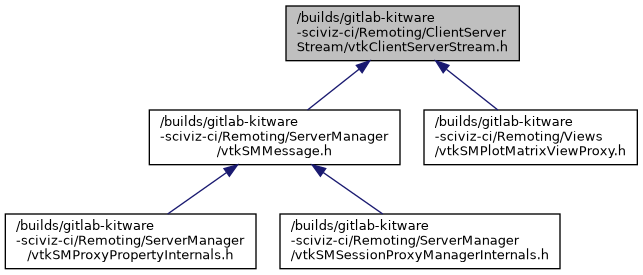 /builds/gitlab-kitware
-sciviz-ci/Remoting/ClientServer
Stream/vtkClientServerStream.h
/builds/gitlab-kitware
-sciviz-ci/Remoting/ServerManager
/vtkSMMessage.h
/builds/gitlab-kitware
-sciviz-ci/Remoting/Views
/vtkSMPlotMatrixViewProxy.h
/builds/gitlab-kitware
-sciviz-ci/Remoting/ServerManager
/vtkSMProxyPropertyInternals.h
/builds/gitlab-kitware
-sciviz-ci/Remoting/ServerManager
/vtkSMSessionProxyManagerInternals.h